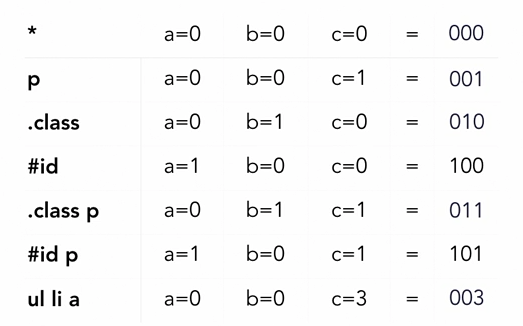 * a=0 b=0 c=0 = 000
p a=0 b=0 c=1 = 001
.class a=0 b=1 c=0 = 010
#id a=1 b=0 c=0 = 100
.class p a=0 b=1 c=1 = 011
#id p a=1 b=0 c=1 = 101
ul li a a=0 b=0 c=3 = 003